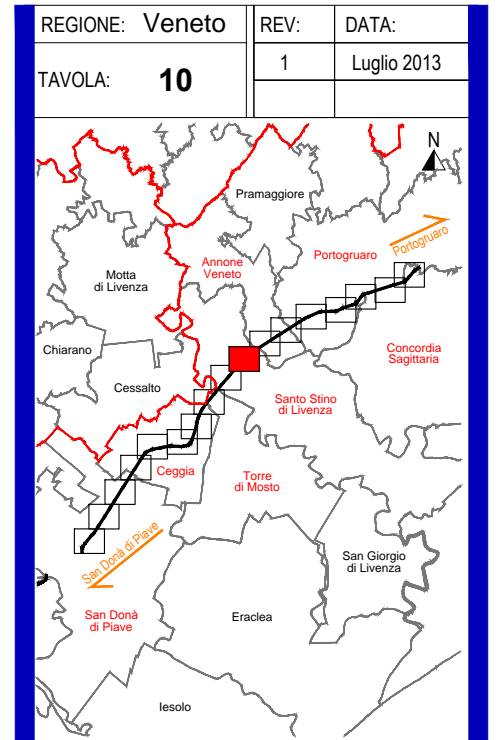 REGIONE: Veneto
REV:
DATA:
TAVOLA: 10
1
Luglio 2013
N
Pramaggiore
Portogruaro
Annone
Veneto
Portogruaro
Motta
di Livenza
Chiarano
Concordia
Sagittaria
Cessalto
Santo Stino
di Livenza
Ceggia
Torre
di Mosto
San Donà di Piave
San Giorgio
di Livenza
San Donà
di Piave
Eraclea
Iesolo